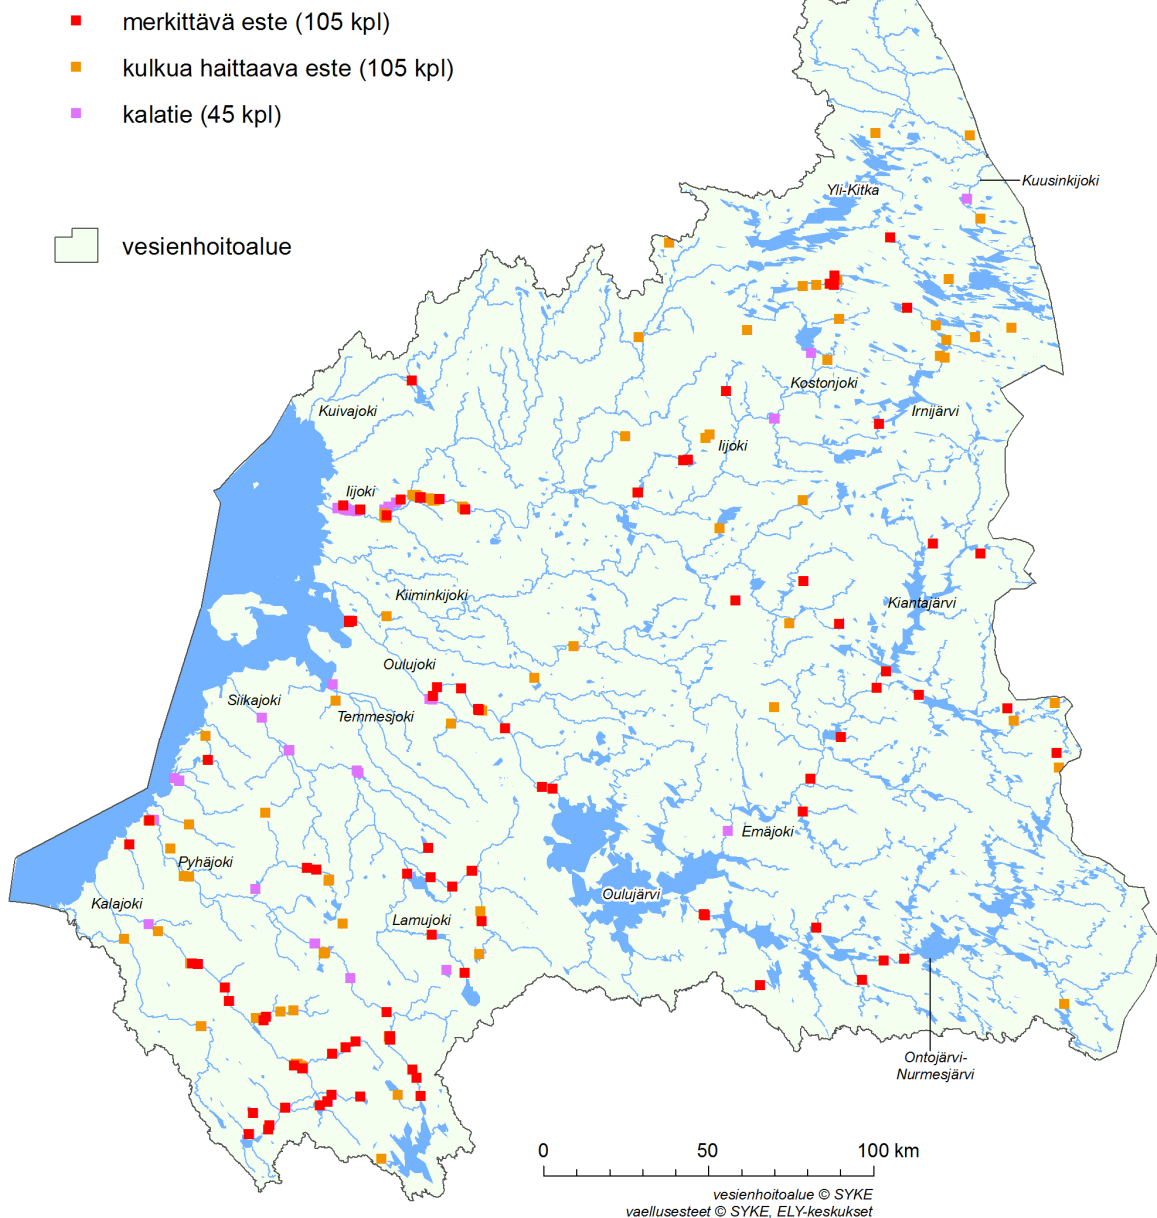 merkittävä este (105 kpl)
kulkua haittaava este (105 kpl)
kalatie (45 kpl)
Kuusinkijoki
Yli-Kitka
vesienhoitoalue
Kostonjoki
Kuivajoki
Irnijärvi
Iijoki
Iijoki
Kiiminkijoki
Kiantajärvi
Oulujoki
Siikajoki
Temmesjoki
Emäjoki
Pyhäjoki
Oulujärvi
Kalajoki
Lamujoki
Ontojärvi-
Nurmesjärvi
0 50 100 km
vesienhoitoalue © SYKE
vaellusesteet © SYKE, ELY-keskukset